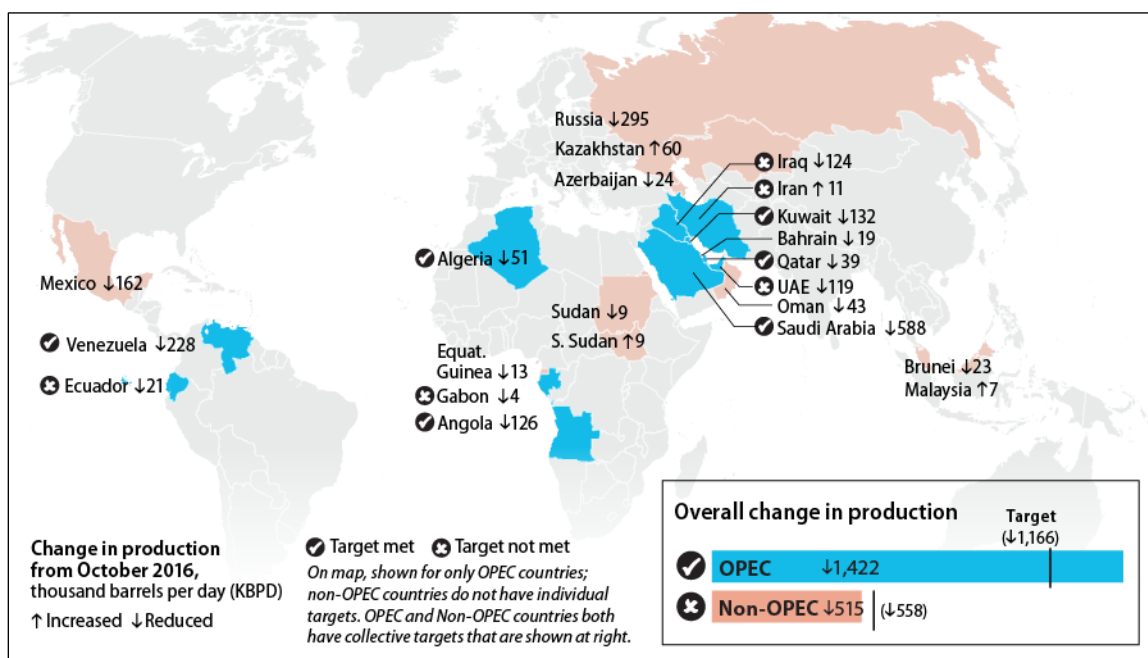 Russia ↓295
Kazakhstan ↑60
Azerbaijan ↓24
Iraq ↓124
Iran ↑ 11
Kuwait ↓132
Bahrain ↓ 19
Qatar ↓ 39
UAE ↓119
Oman ↓ 43
Saudi Arabia ↓588
Algeria ↓51
Mexico ↓162
Sudan ↓9
S. Sudan ↑9
Venezuela ↓228
Ecuador ↓21
Equat.
Guinea ↓13
Gabon ↓4
Angola ↓126
Brunei ↓23
Malaysia ↑7
Change in production
from October 2016,
thousand barrels per day (KBPD)
↑ Increased ↓ Reduced
Target met Target not met
On map, shown for only OPEC countries;
non-OPEC countries do not have individual
targets. OPEC and Non-OPEC countries both
have collective targets that are shown at right.
Overall change in production
Target
(↓1,166)
OPEC ↓1,422
Non-OPEC ↓515 (↓558)